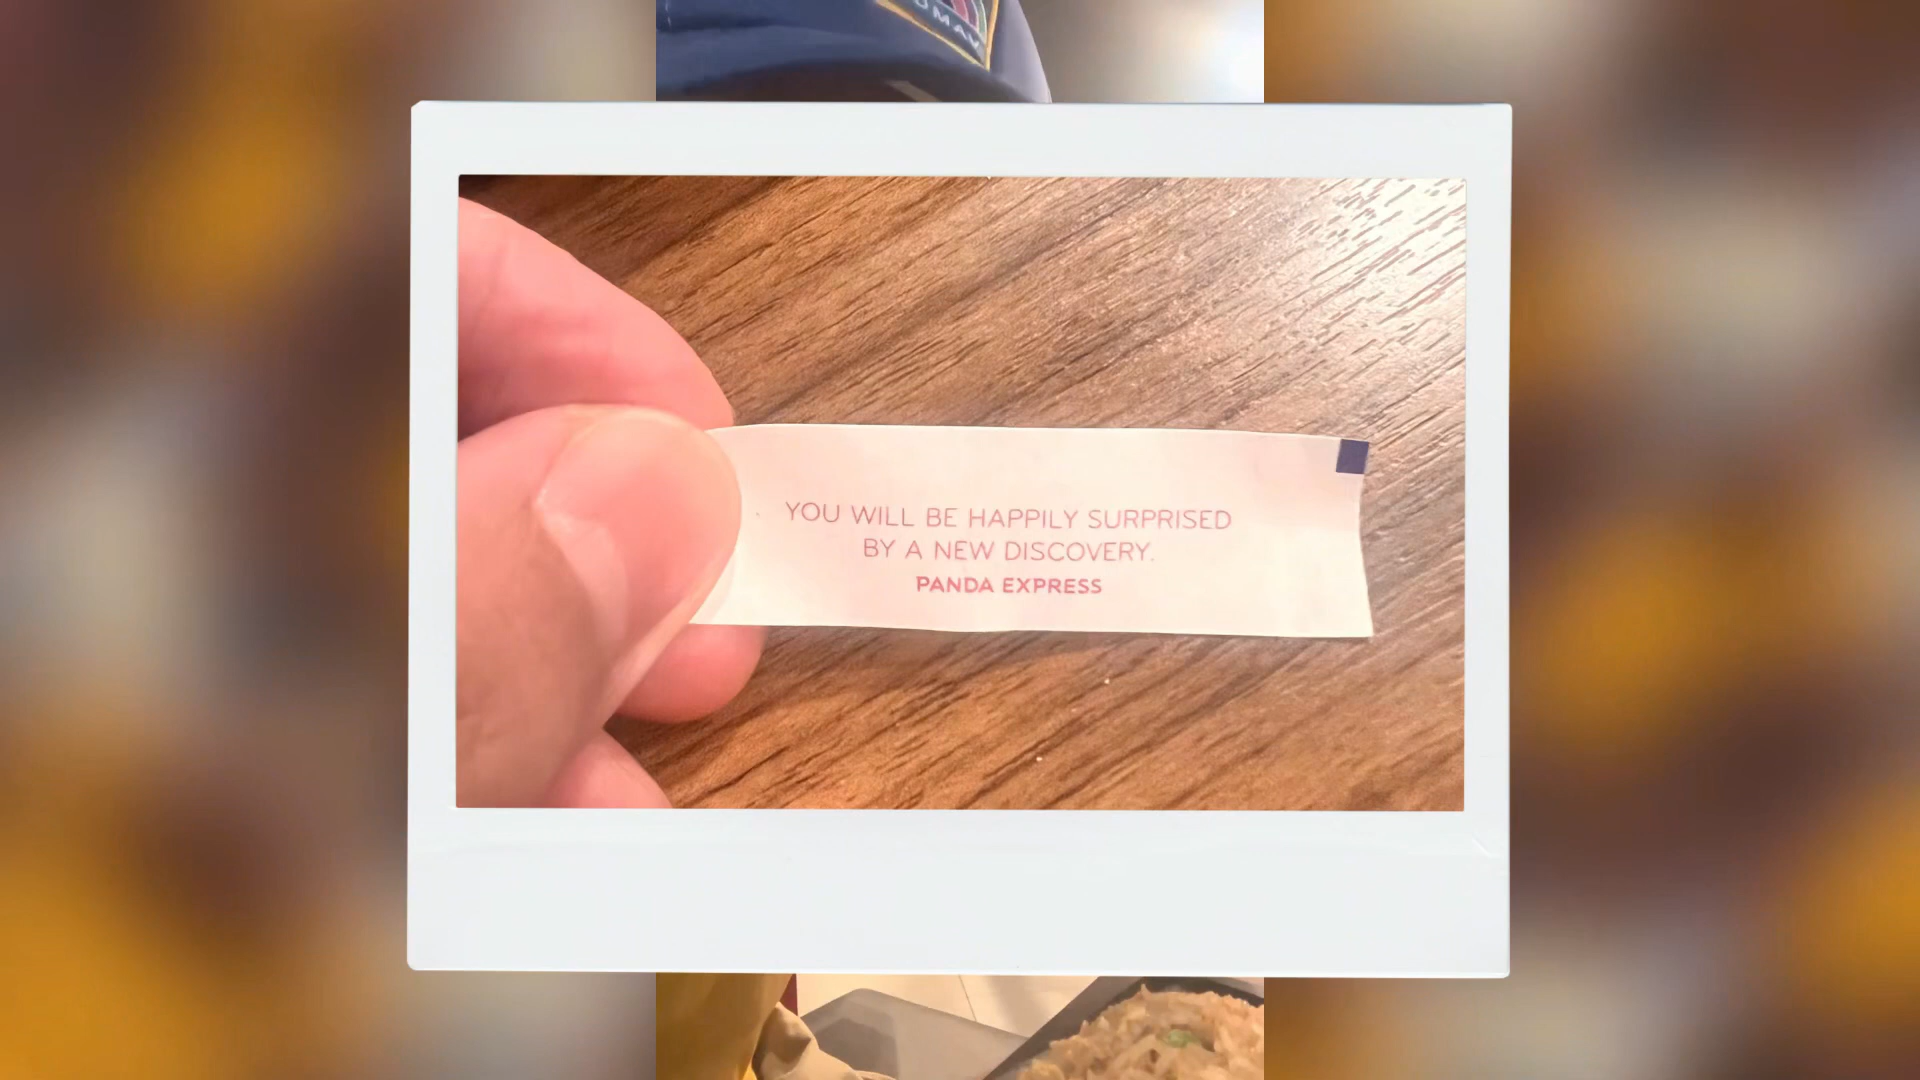 YOU WILL BE HAPPILY SURPRISED
BY A NEW DISCOVERY.
PANDA EXPRESS